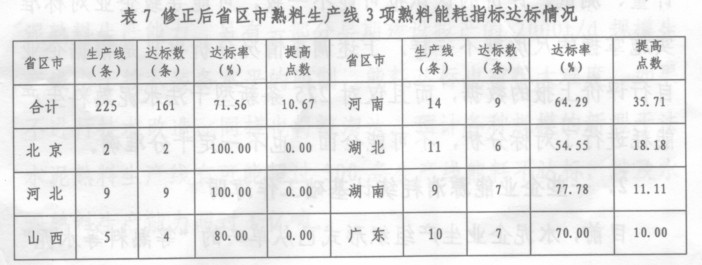 表7 修正后省区市熟料生产线3项熟料能耗指标达标情况
省区市 生产线(条) 达标数(条) 达标率(%) 提高点数 省区市 生产线(条) 达标数(条) 达标率(%) 提高点数
合计 225 161 71.56 10.67 河南 14 9 64.29 35.71
北京 2 2 100.00 0.00 湖北 11 6 54.55 18.18
河北 9 9 100.00 0.00 湖南 9 7 77.78 11.11
山西 5 4 80.00 0.00 广东 10 7 70.00 10.00